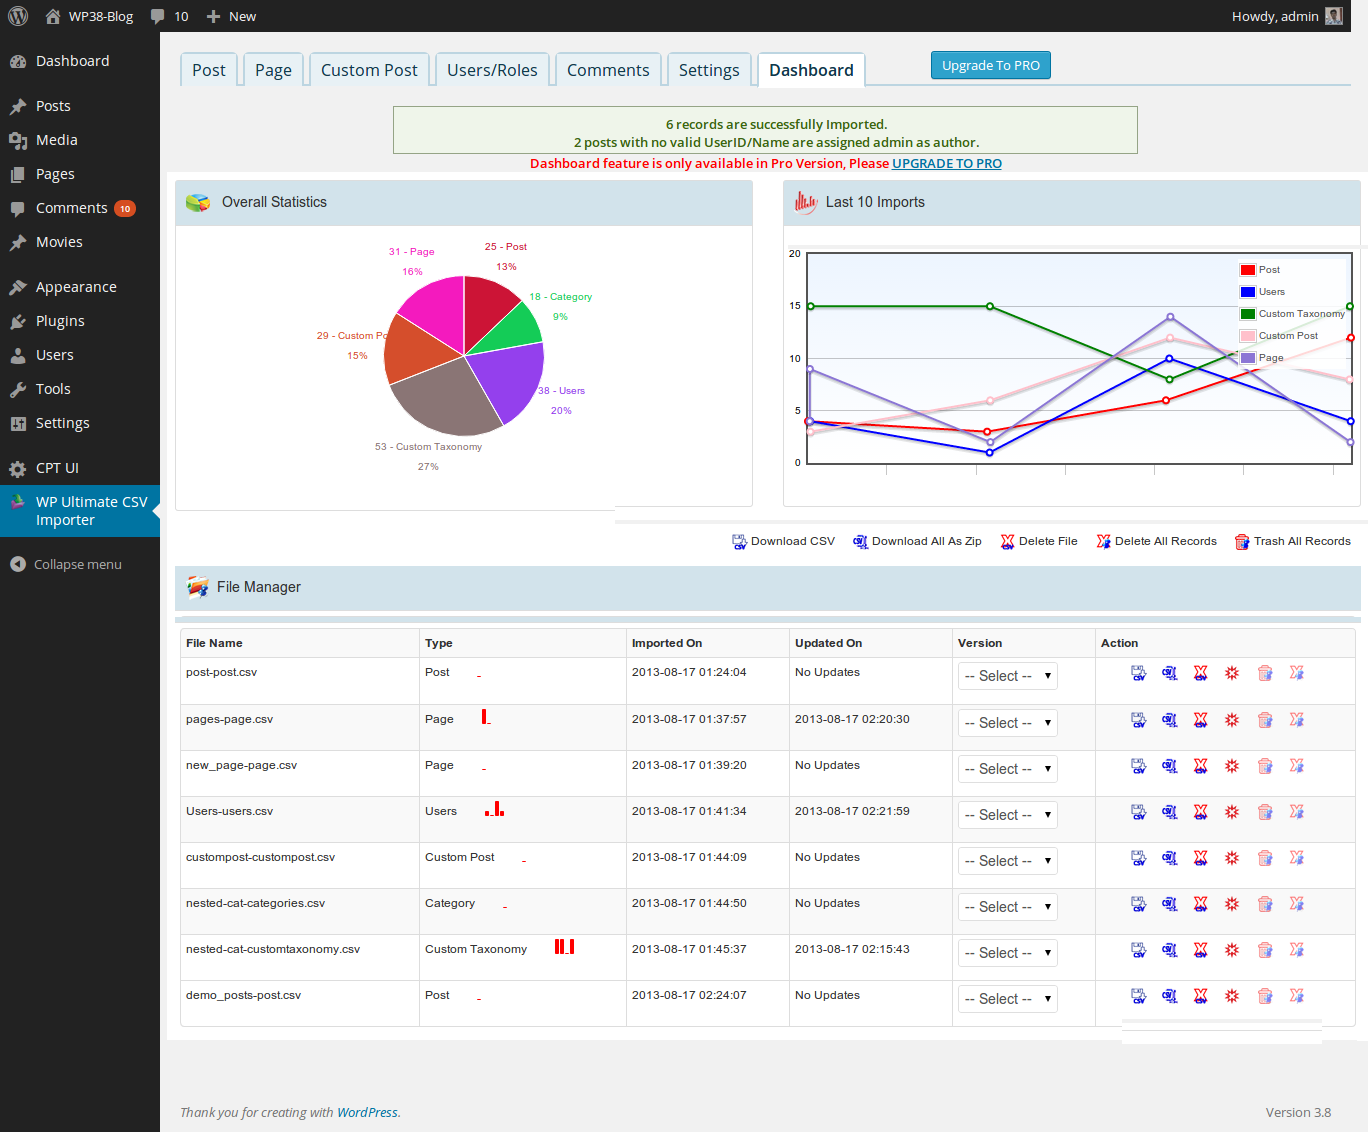 WP38-Blog 10 New Howdy, admin
Dashboard
Posts
Media
Pages
Comments 10
Movies
Appearance
Plugins
Users
Tools
Settings
CPT UI
WP Ultimate CSV
Importer
Collapse menu
Post Page Custom Post Users/Roles Comments Settings Dashboard Upgrade To PRO
6 records are successfully Imported.
2 posts with no valid UserID/Name are assigned admin as author.
Dashboard feature is only available in Pro Version, Please UPGRADE TO PRO
Overall Statistics
31 - Page
16%
25 - Post
13%
18 - Category
9%
29 - Custom Po
15%
38 - Users
20%
53 - Custom Taxonomy
27%
Last 10 Imports
20
15
10
5
0
Post
Users
Custom Taxonomy
Custom Post
Page
Download CSV Download All As Zip Delete File Delete All Records Trash All Records
File Manager
File Name Type Imported On Updated On Version Action
post-post.csv Post 2013-08-17 01:24:04 No Updates -- Select --
pages-page.csv Page 2013-08-17 01:37:57 2013-08-17 02:20:30 -- Select --
new_page-page.csv Page 2013-08-17 01:39:20 No Updates -- Select --
Users-users.csv Users 2013-08-17 01:41:34 2013-08-17 02:21:59 -- Select --
custompost-custompost.csv Custom Post 2013-08-17 01:44:09 No Updates -- Select --
nested-cat-categories.csv Category 2013-08-17 01:44:50 No Updates -- Select --
nested-cat-customtaxonomy.csv Custom Taxonomy 2013-08-17 01:45:37 2013-08-17 02:15:43 -- Select --
demo_posts-post.csv Post 2013-08-17 02:24:07 No Updates -- Select --
Thank you for creating with WordPress. Version 3.8